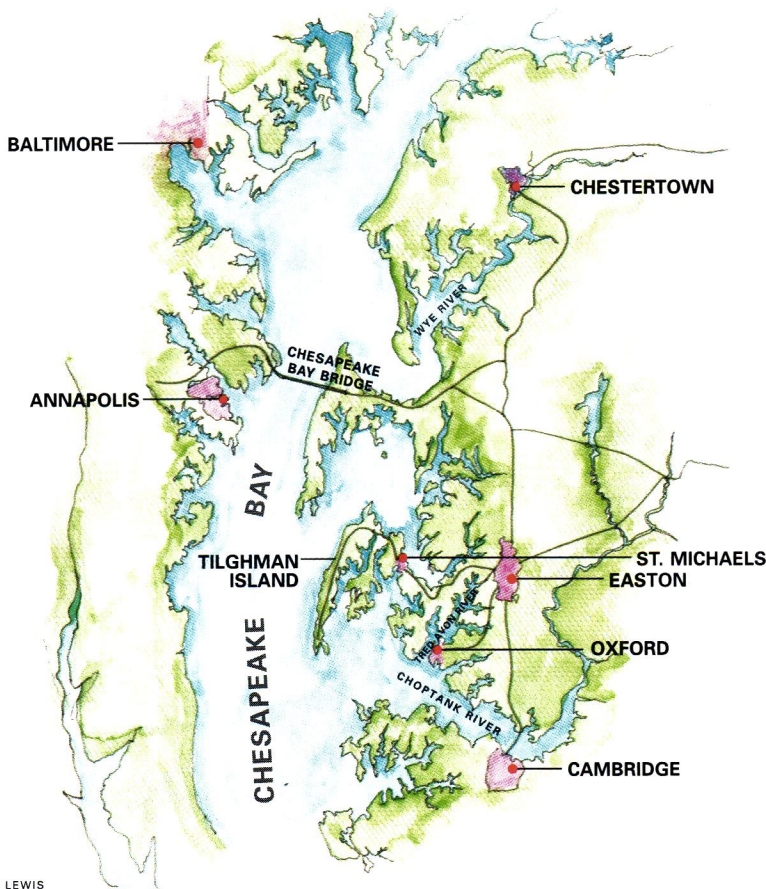 BALTIMORE
CHESTERTOWN
WYE RIVER
CHESAPEAKE
BAY BRIDGE
ANNAPOLIS
BAY
TILGHMAN
ISLAND
ST. MICHAELS
EASTON
TRED AVON RIVER
OXFORD
CHOPTANK RIVER
CHESAPEAKE
CAMBRIDGE
LEWIS